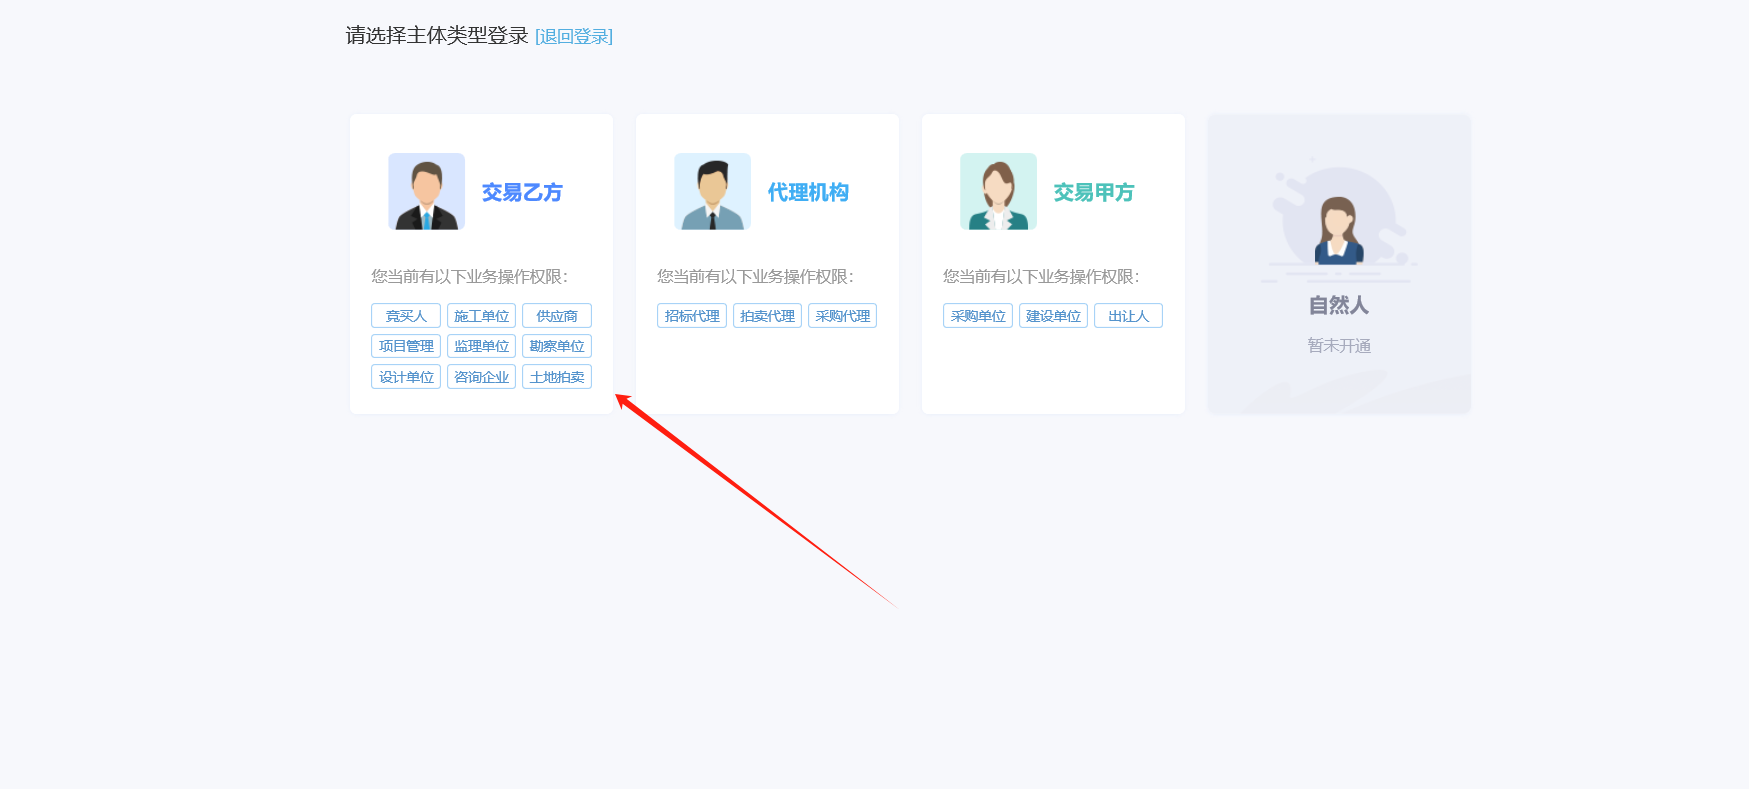 请选择主体类型登录 [退回登录]
交易乙方
您当前有以下业务操作权限：
竞买人 施工单位 供应商
项目管理 监理单位 勘察单位
设计单位 咨询企业 土地拍卖
代理机构
您当前有以下业务操作权限：
招标代理 拍卖代理 采购代理
交易甲方
您当前有以下业务操作权限：
采购单位 建设单位 出让人
自然人
暂未开通